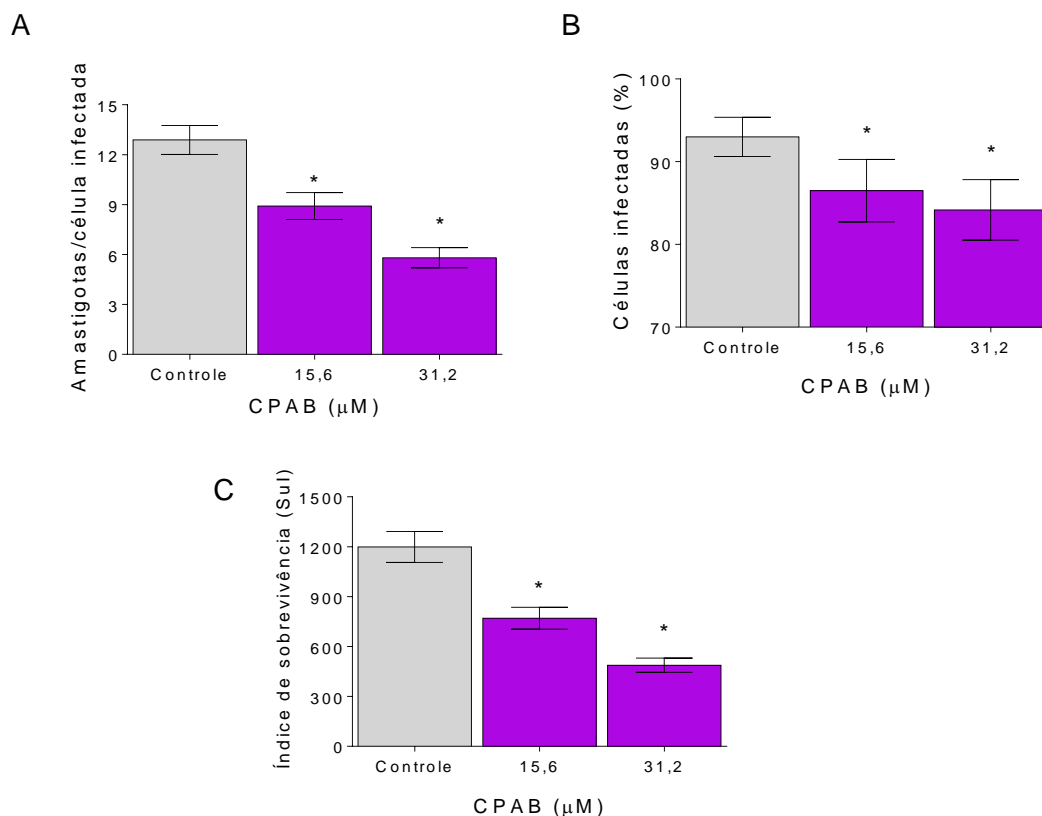 A
Amastigotas/célula infectada
15
12
9
6
3
0
*
*
Controle 15,6 31,2
CPAB (µM)
B
Células infectadas (%)
100
90
80
70
*
*
Controle 15,6 31,2
CPAB (µM)
C
Índice de sobrevivência (SuI)
1500
1200
900
600
300
0
*
*
Controle 15,6 31,2
CPAB (µM)